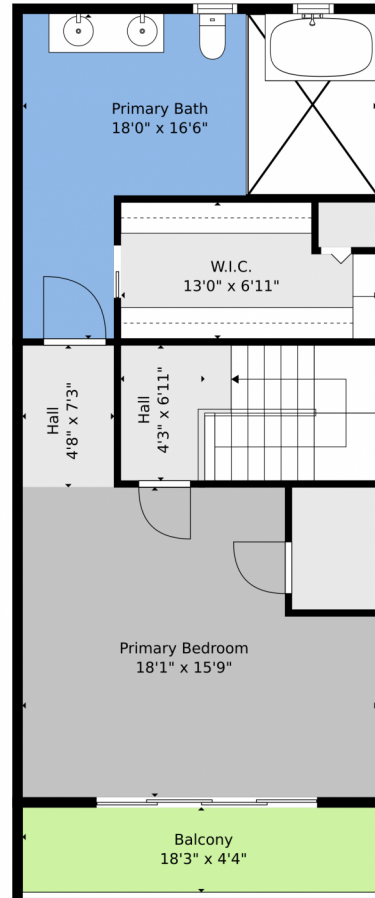 Primary Bath
18'0" x 16'6"
W.I.C.
13'0" x 6'11"
Hall
4'8" x 7'3"
Hall
4'3" x 6'11"
Primary Bedroom
18'1" x 15'9"
Balcony
18'3" x 4'4"